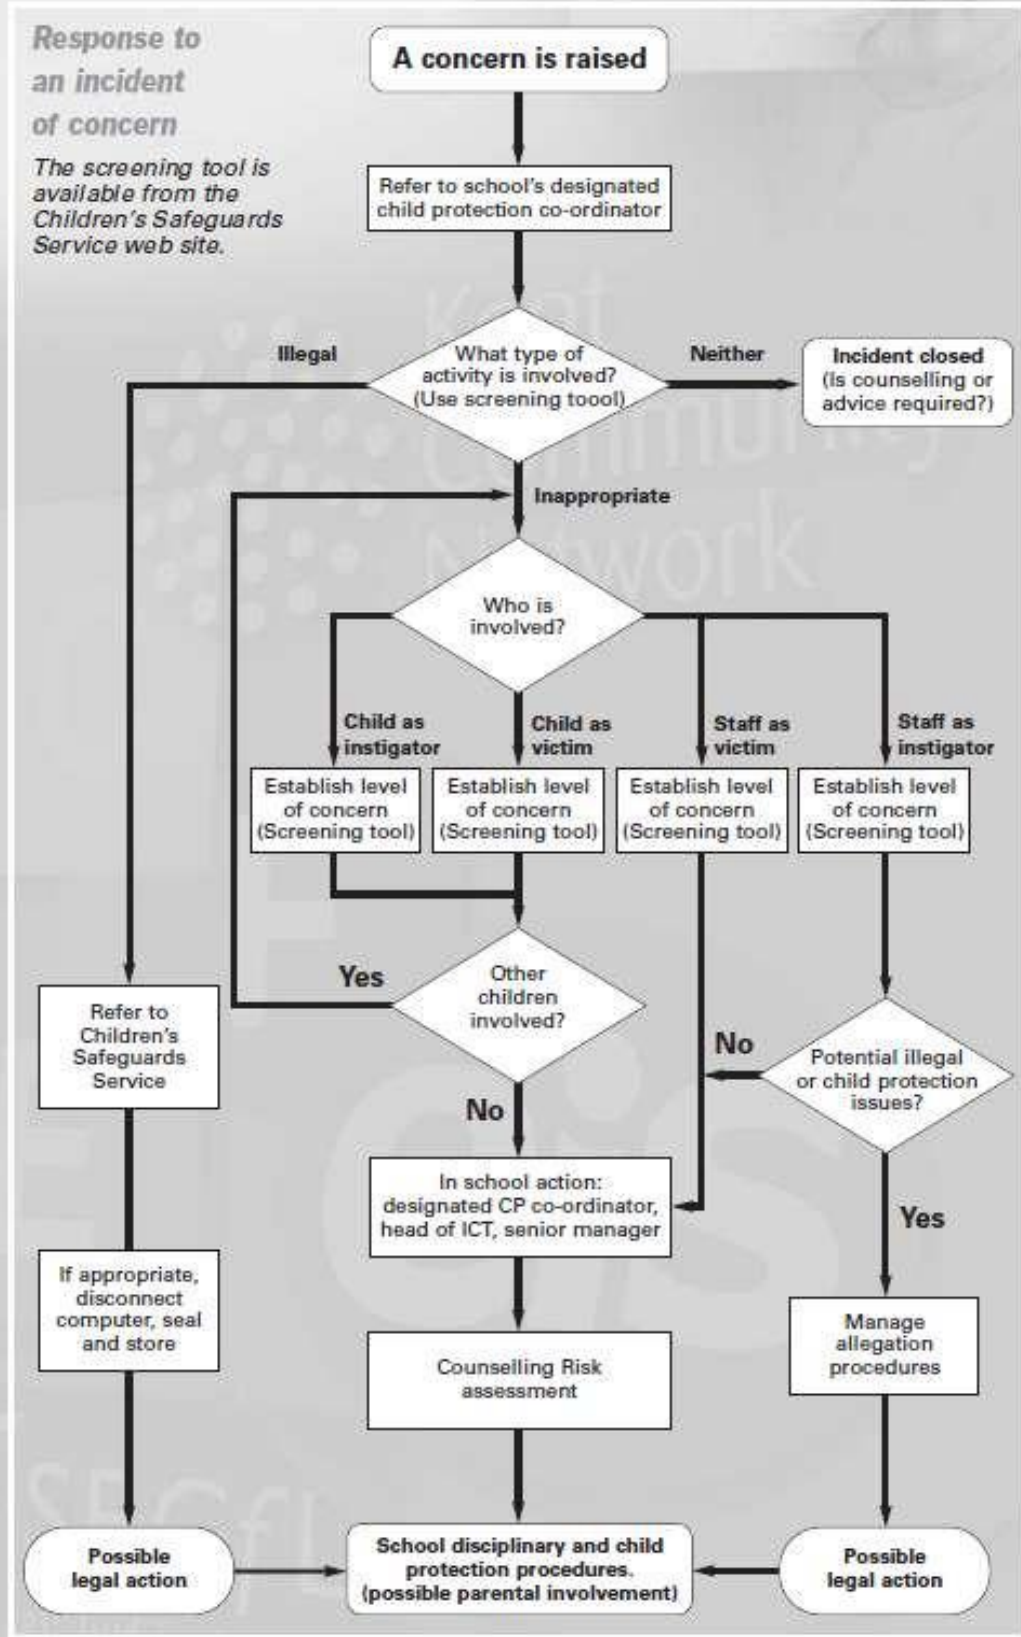 Response to
an incident
of concern
The screening tool is
available from the
Children's Safeguards
Service web site.
A concern is raised
Refer to school's designated
child protection co-ordinator
What type of
activity is involved?
(Use screening toool)
Illegal
Neither
Incident closed
(Is counselling or
advice required?)
Inappropriate
Who is
involved?
Child as
instigator
Child as
victim
Staff as
victim
Staff as
instigator
Establish level
of concern
(Screening tool)
Establish level
of concern
(Screening tool)
Establish level
of concern
(Screening tool)
Establish level
of concern
(Screening tool)
Yes
Other
children
involved?
Refer to
Children's
Safeguards
Service
No
Potential illegal
or child protection
issues?
No
In school action:
designated CP co-ordinator,
head of ICT, senior manager
Yes
If appropriate,
disconnect
computer, seal
and store
Counselling Risk
assessment
Manage
allegation
procedures
Possible
legal action
School disciplinary and child
protection procedures.
(possible parental involvement)
Possible
legal action
Kent
Community
Network
SEGfL